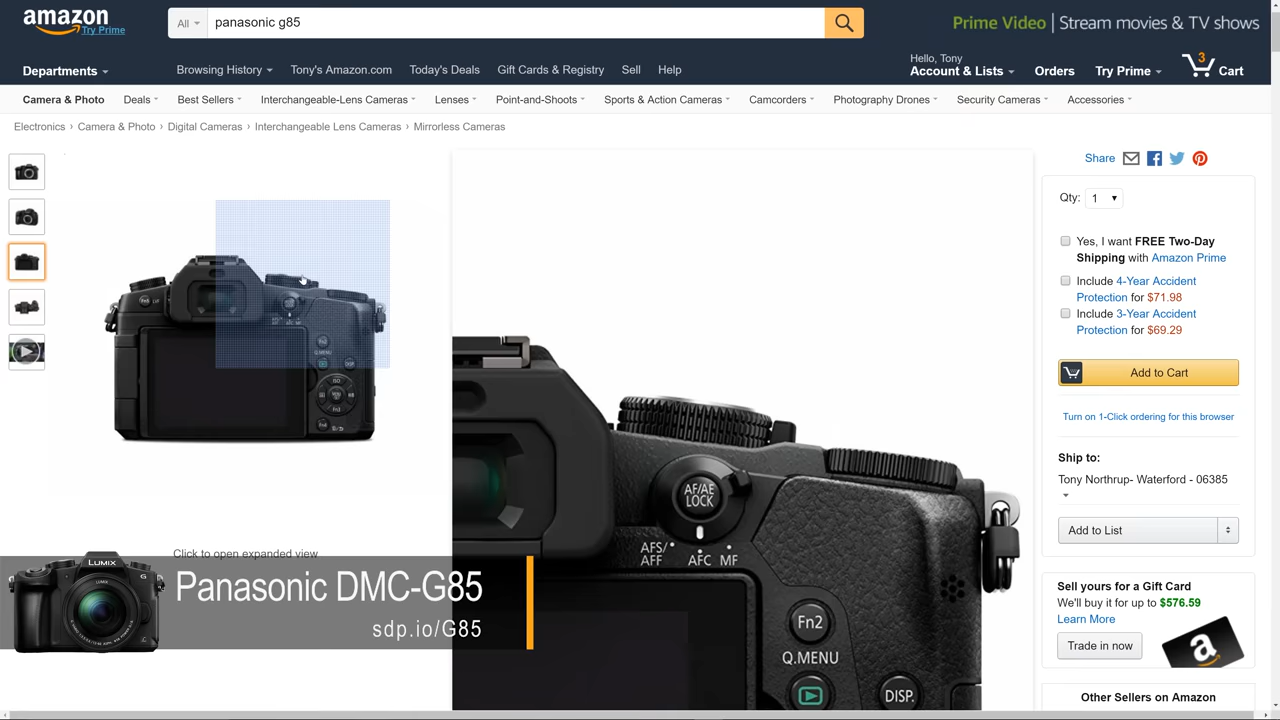 amazon
Try Prime
All
panasonic g85
Prime Video | Stream movies & TV shows
Departments
Browsing History
Tony's Amazon.com
Today's Deals
Gift Cards & Registry
Sell
Help
Hello, Tony
Account & Lists
Orders
Try Prime
3
Cart
Camera & Photo
Deals
Best Sellers
Interchangeable-Lens Cameras
Lenses
Point-and-Shoots
Sports & Action Cameras
Camcorders
Photography Drones
Security Cameras
Accessories
Electronics › Camera & Photo › Digital Cameras › Interchangeable Lens Cameras › Mirrorless Cameras
Share
Qty: 1
Yes, I want FREE Two-Day
Shipping with Amazon Prime
Include 4-Year Accident
Protection for $71.98
Include 3-Year Accident
Protection for $69.29
Add to Cart
Turn on 1-Click ordering for this browser
Ship to:
Tony Northrup- Waterford - 06385
Add to List
Sell yours for a Gift Card
We'll buy it for up to $576.59
Learn More
Trade in now
a
Other Sellers on Amazon
AF/AE
LOCK
AFS/
AFF
AFC
MF
Fn2
Q.MENU
DISP.
Click to open expanded view
LUMIX
Panasonic DMC-G85
sdp.io/G85